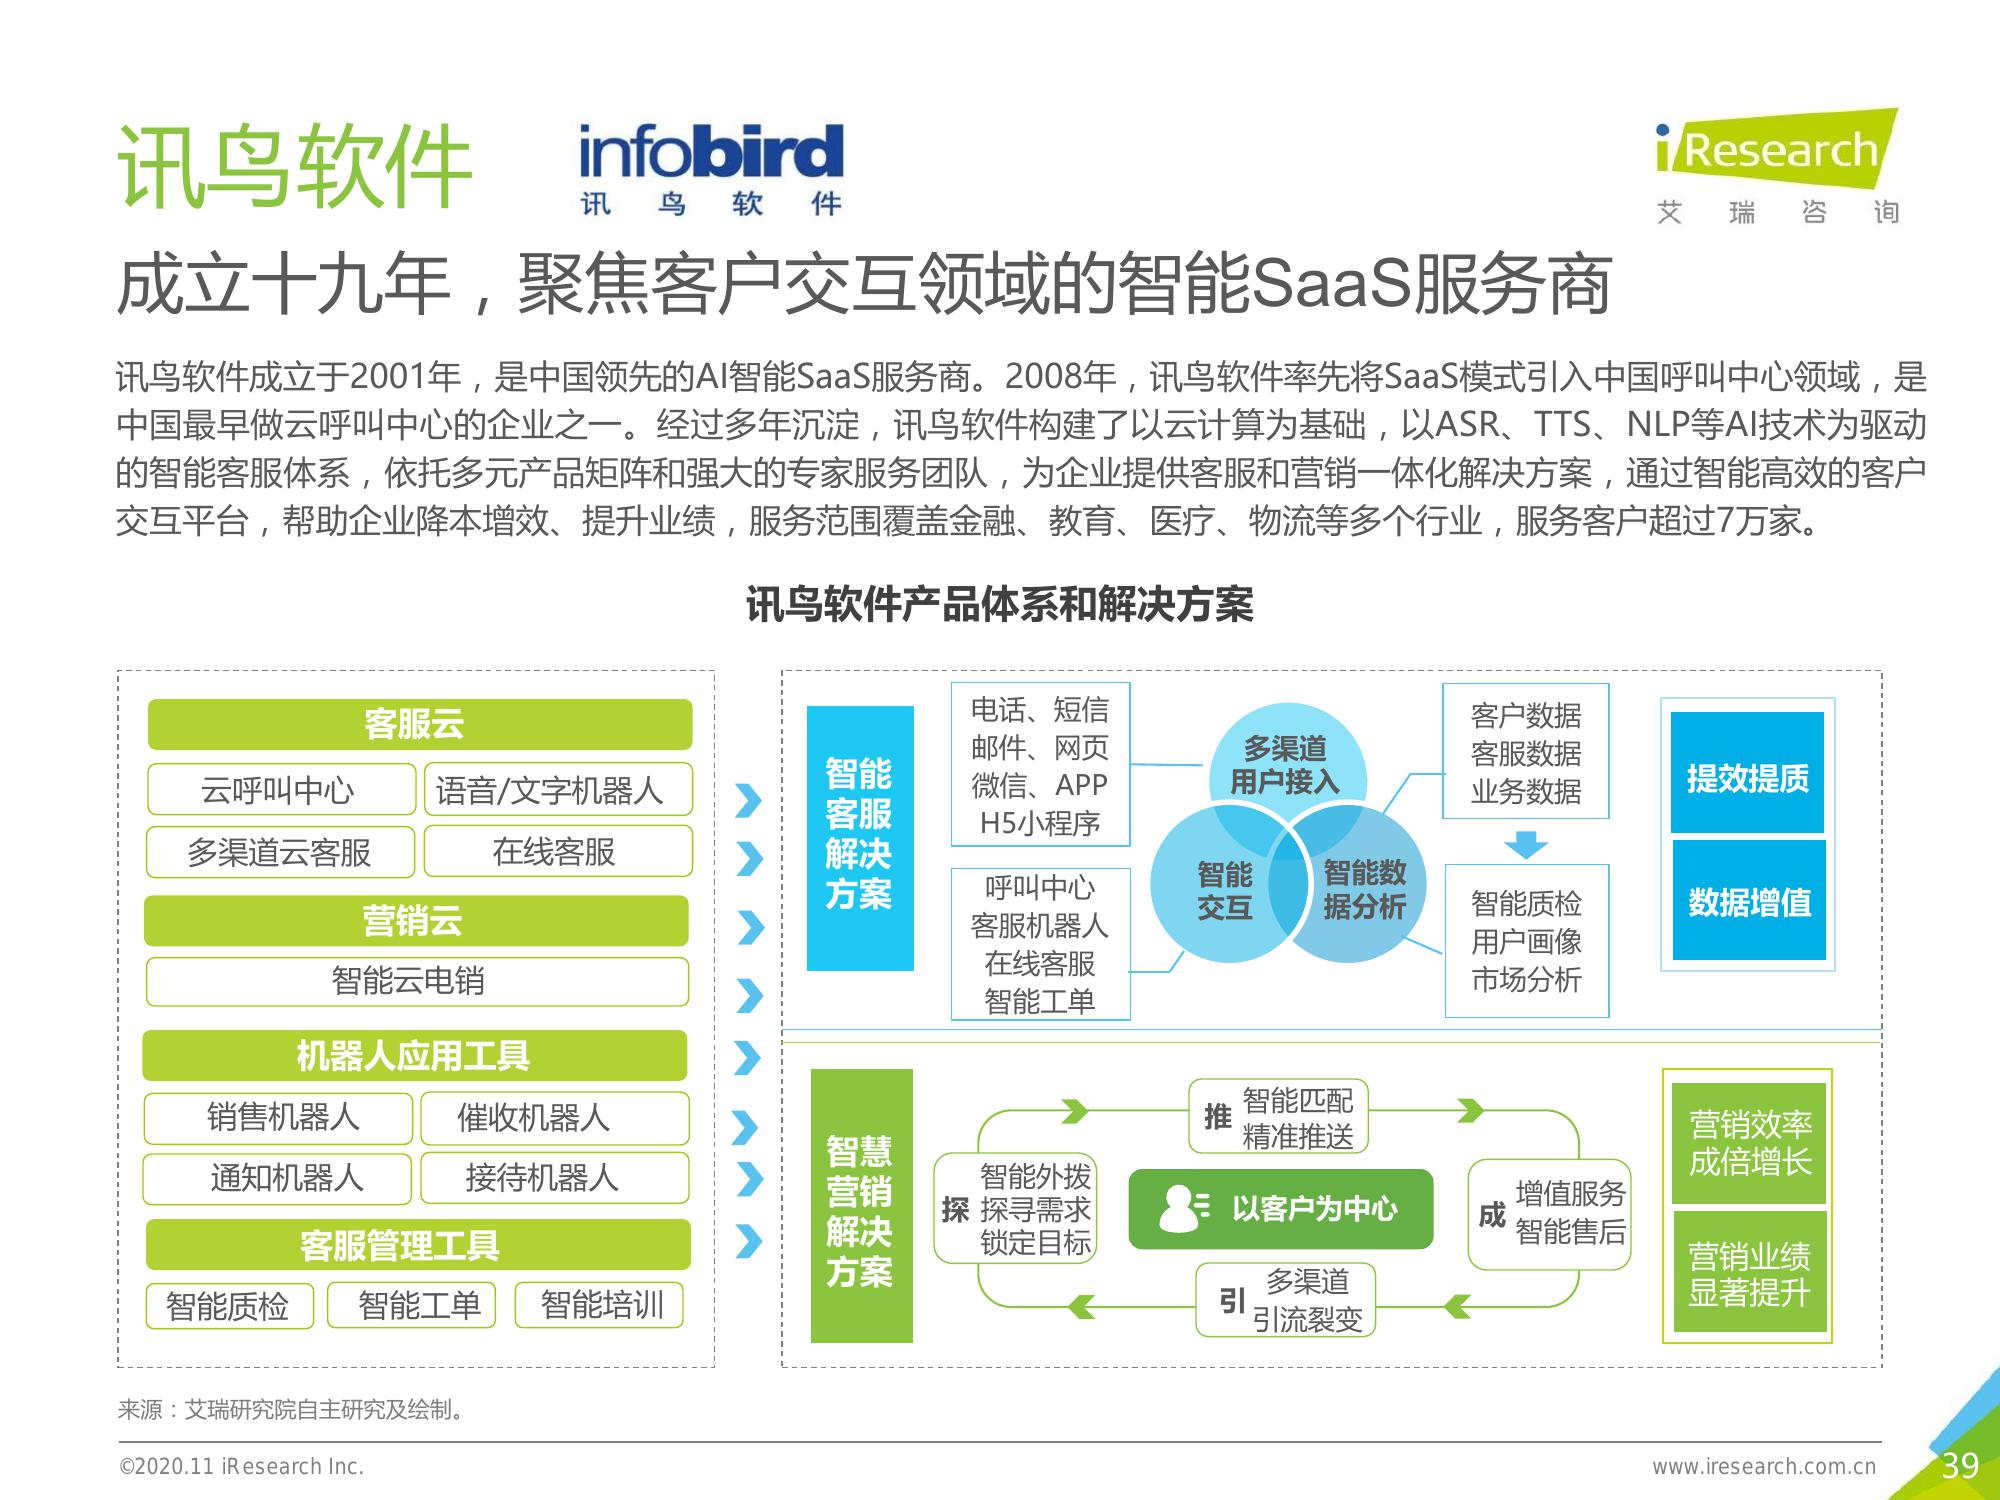 讯鸟软件
infobird
讯鸟软件
iResearch
艾瑞咨询
成立十九年，聚焦客户交互领域的智能SaaS服务商
讯鸟软件成立于2001年，是中国领先的AI智能SaaS服务商。2008年，讯鸟软件率先将SaaS模式引入中国呼叫中心领域，是
中国最早做云呼叫中心的企业之一。经过多年沉淀，讯鸟软件构建了以云计算为基础，以ASR、TTS、NLP等AI技术为驱动
的智能客服体系，依托多元产品矩阵和强大的专家服务团队，为企业提供客服和营销一体化解决方案，通过智能高效的客户
交互平台，帮助企业降本增效、提升业绩，服务范围覆盖金融、教育、医疗、物流等多个行业，服务客户超过7万家。
讯鸟软件产品体系和解决方案
客服云
云呼叫中心
语音/文字机器人
多渠道云客服
在线客服
营销云
智能云电销
机器人应用工具
销售机器人
催收机器人
通知机器人
接待机器人
客服管理工具
智能质检
智能工单
智能培训
智能
客服
解决
方案
电话、短信
邮件、网页
微信、APP
H5小程序
呼叫中心
客服机器人
在线客服
智能工单
多渠道
用户接入
智能
交互
智能数
据分析
客户数据
客服数据
业务数据
智能质检
用户画像
市场分析
提效提质
数据增值
智慧
营销
解决
方案
探
智能外拨
探寻需求
锁定目标
推
智能匹配
精准推送
以客户为中心
成
增值服务
智能售后
引
多渠道
引流裂变
营销效率
成倍增长
营销业绩
显著提升
来源：艾瑞研究院自主研究及绘制。
©2020.11 iResearch Inc.
www.iresearch.com.cn
39